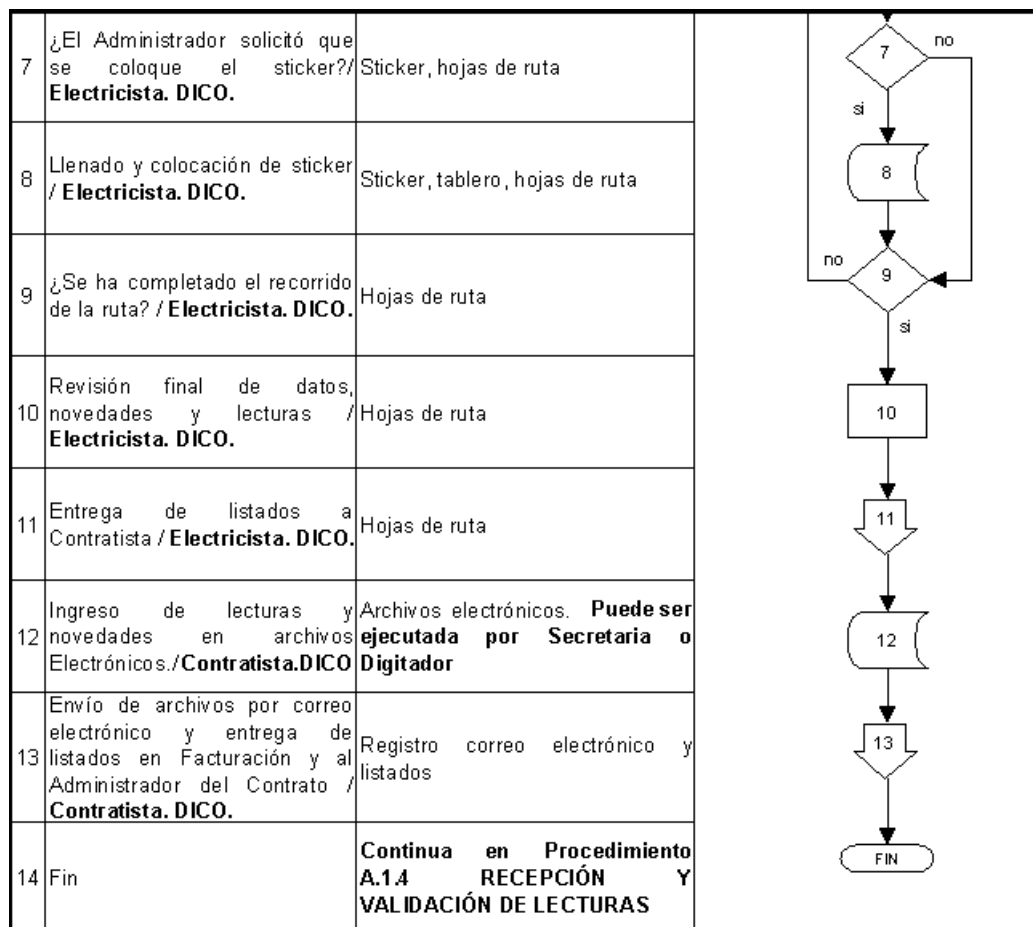 7
¿El Administrador solicitó que
se coloque el sticker?/
Electricista. DICO.
Sticker, hojas de ruta
8
Llenado y colocación de sticker
/ Electricista. DICO.
Sticker, tablero, hojas de ruta
9
¿Se ha completado el recorrido
de la ruta? / Electricista. DICO.
Hojas de ruta
10
Revisión final de datos,
novedades y lecturas /
Electricista. DICO.
Hojas de ruta
11
Entrega de listados a
Contratista / Electricista. DICO.
Hojas de ruta
12
Ingreso de lecturas y
novedades en archivos
Electrónicos./Contratista.DICO
Archivos electrónicos. Puede ser
ejecutada por Secretaria o
Digitador
13
Envío de archivos por correo
electrónico y entrega de
listados en Facturación y al
Administrador del Contrato /
Contratista. DICO.
Registro correo electrónico y
listados
14
Fin
Continua en Procedimiento
A.1.4 RECEPCIÓN Y
VALIDACIÓN DE LECTURAS
7
no
si
8
no
9
si
10
11
12
13
FIN